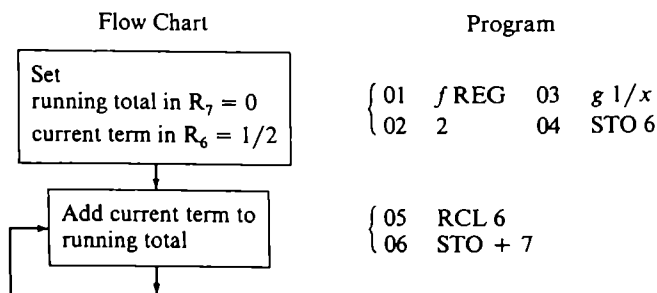 Flow Chart
Program
Set
running total in R₇ = 0
current term in R₆ = 1/2
01 f REG 03 g 1/x
02 2 04 STO 6
Add current term to
running total
05 RCL 6
06 STO + 7